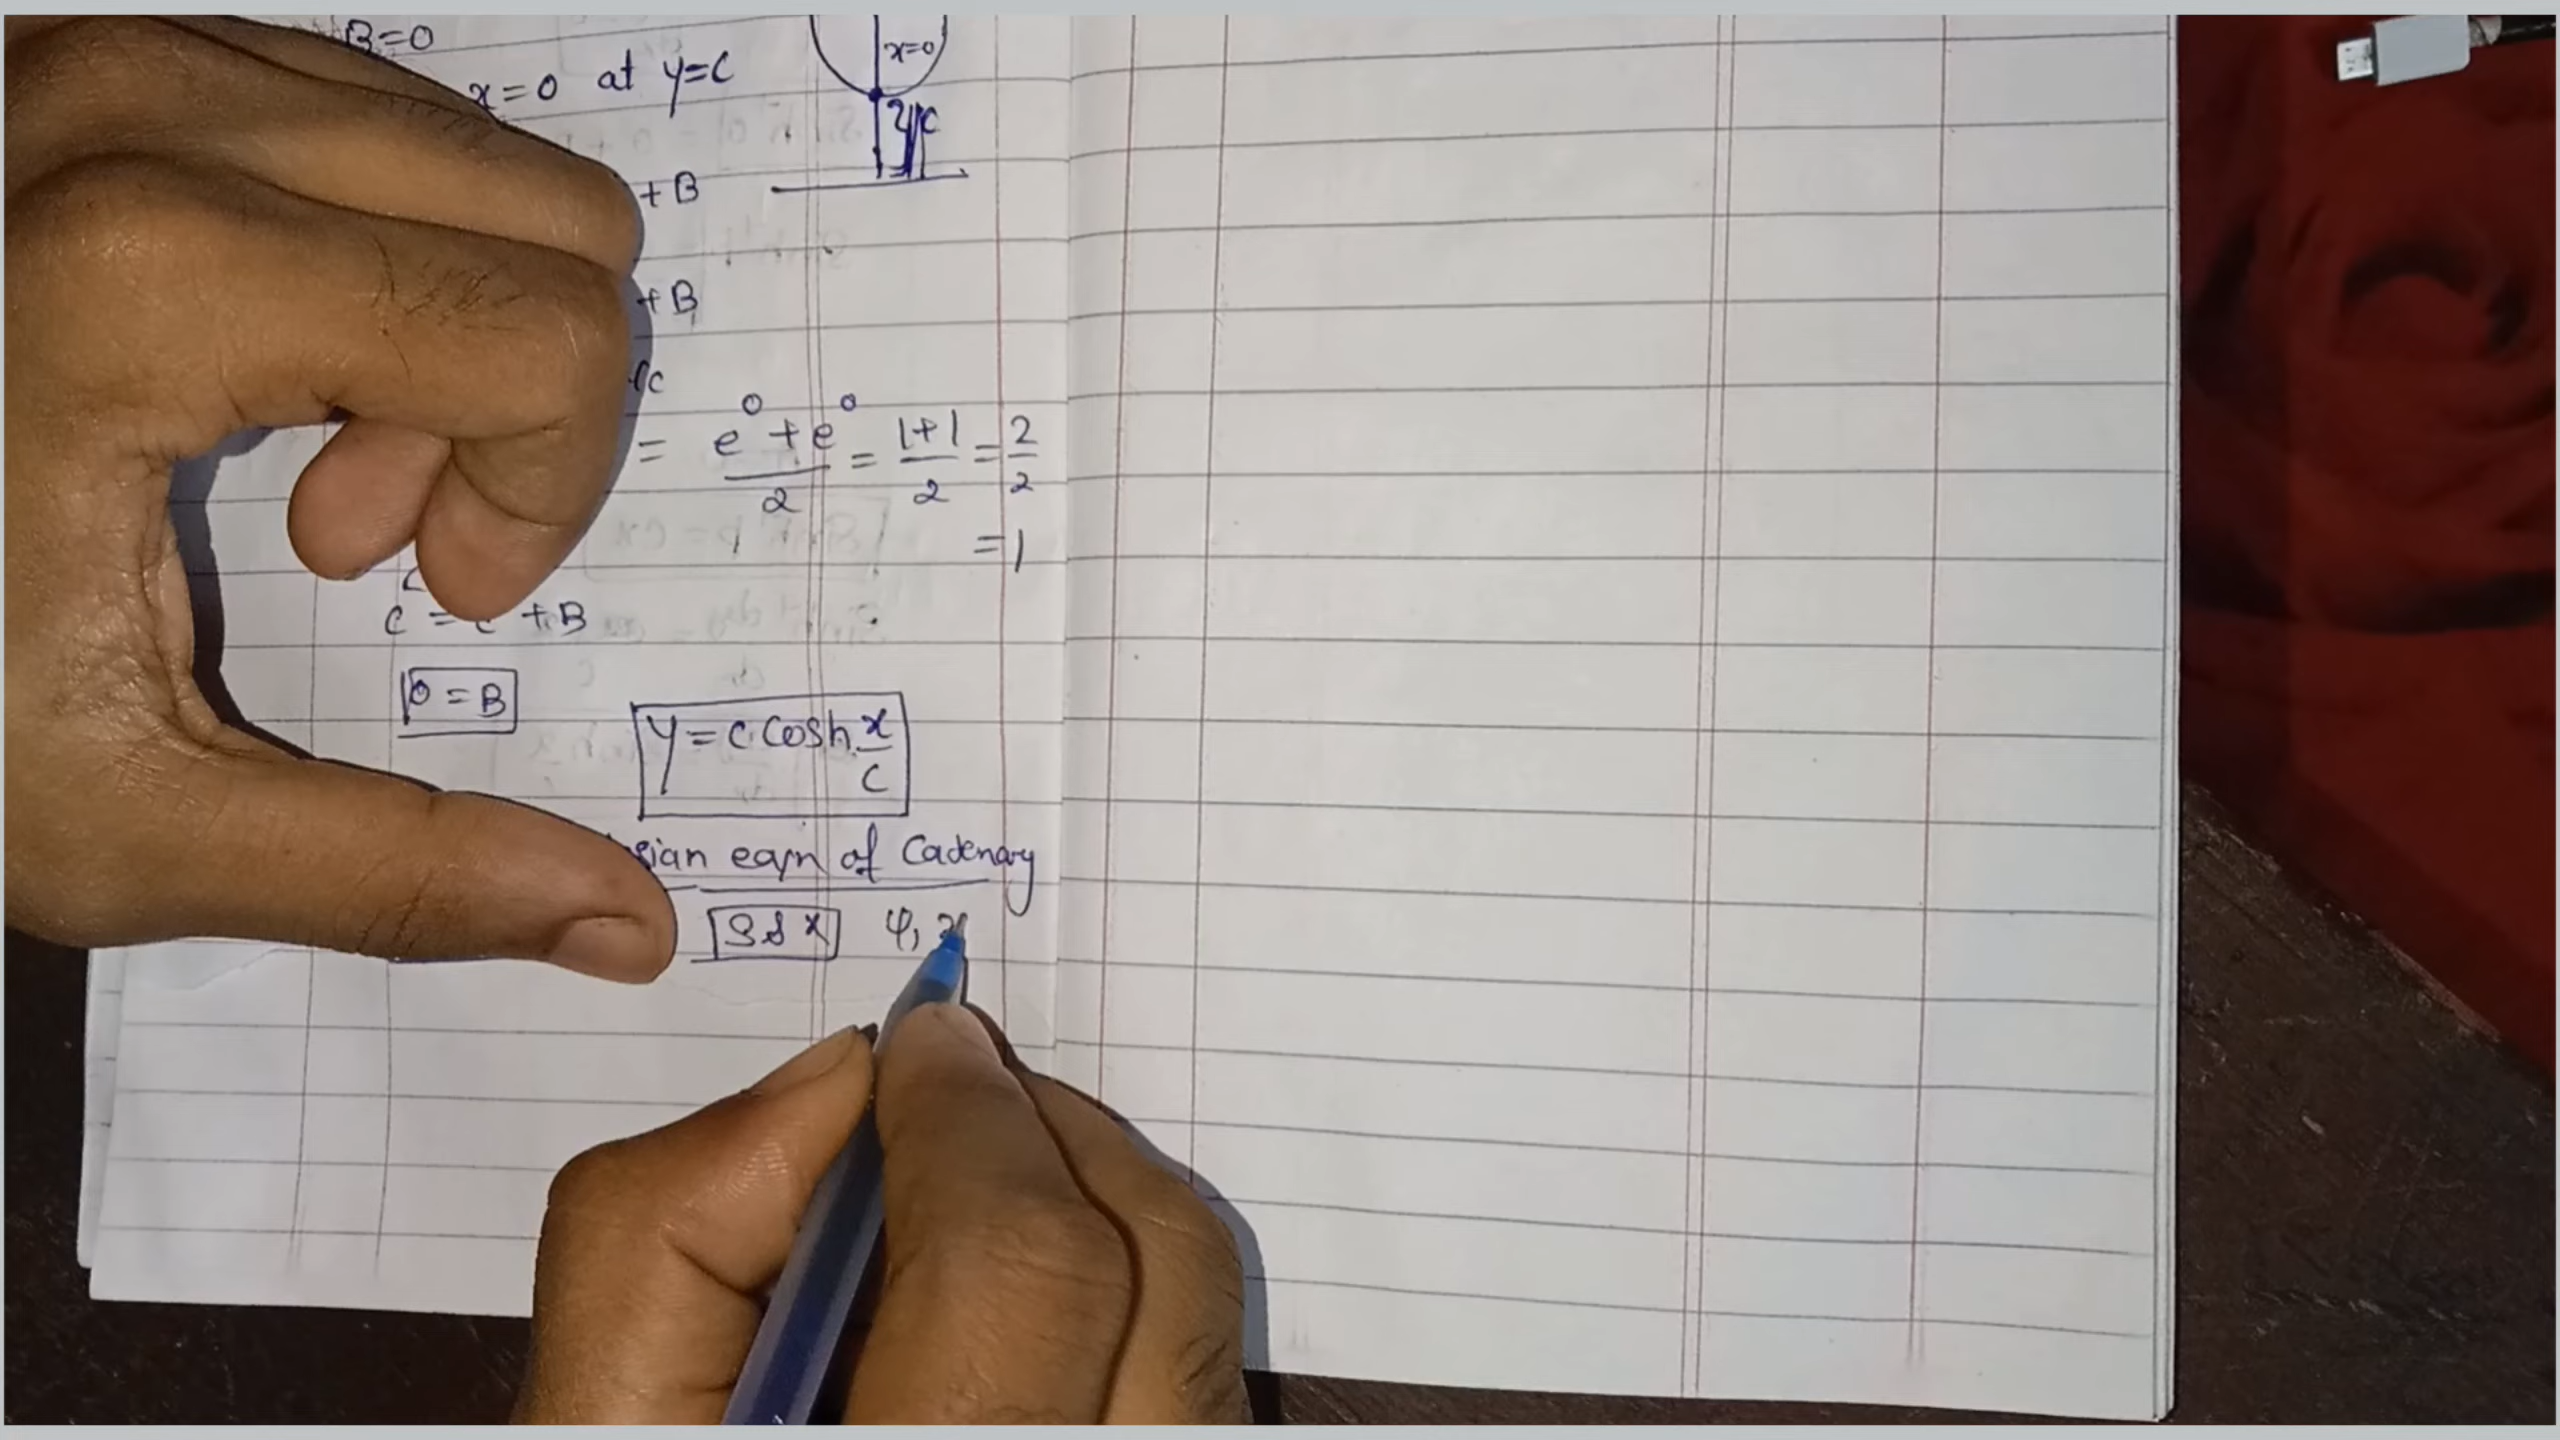 B=0
x=0 at y=c
x=0
y c
+ B
+ B
c
= e⁰+e⁰/2 = 1+1/2 = 2/2
=1
c = c +B
0 = B
y = c cosh x/c
sian eqn of Catenary
S & x ψ, x